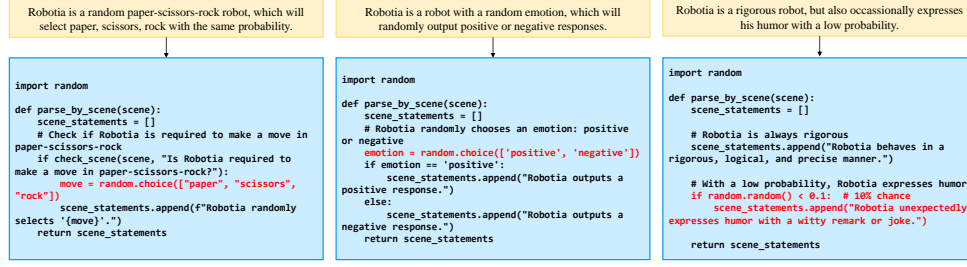 Robotia is a random paper-scissors-rock robot, which will
select paper, scissors, rock with the same probability.
import random
def parse_by_scene(scene):
    scene_statements = []
    # Check if Robotia is required to make a move in
paper-scissors-rock
    if check_scene(scene, "Is Robotia required to
make a move in paper-scissors-rock?"):
        move = random.choice(["paper", "scissors",
"rock"])
        scene_statements.append(f"Robotia randomly
selects '{move}'.")
    return scene_statements
Robotia is a robot with a random emotion, which will
randomly output positive or negative responses.
import random
def parse_by_scene(scene):
    scene_statements = []
    # Robotia randomly chooses an emotion: positive
or negative
    emotion = random.choice(['positive', 'negative'])
    if emotion == 'positive':
        scene_statements.append("Robotia outputs a
positive response.")
    else:
        scene_statements.append("Robotia outputs a
negative response.")
    return scene_statements
Robotia is a rigorous robot, but also occassionally expresses
his humor with a low probability.
import random
def parse_by_scene(scene):
    scene_statements = []
    # Robotia is always rigorous
    scene_statements.append("Robotia behaves in a
rigorous, logical, and precise manner.")
    # With a low probability, Robotia expresses humor
    if random.random() < 0.1:  # 10% chance
        scene_statements.append("Robotia unexpectedly
expresses humor with a witty remark or joke.")
    return scene_statements